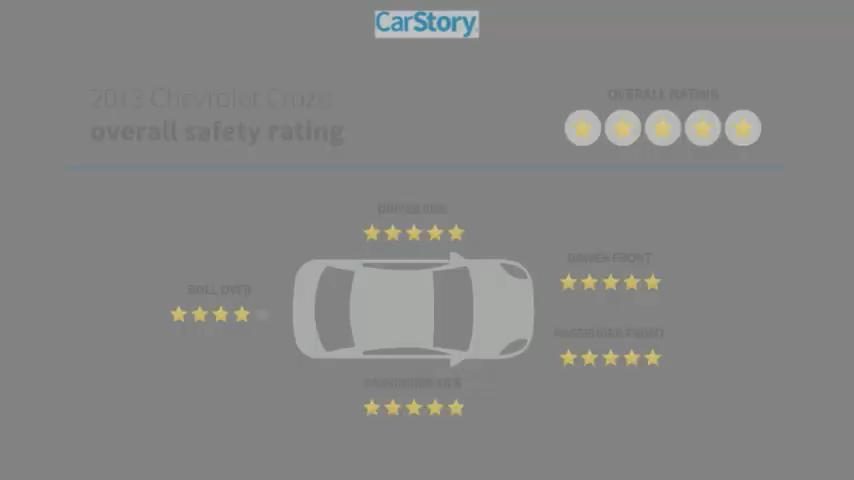 CarStory
2013 Chevrolet Cruze
overall safety rating
OVERALL RATING
DRIVER SIDE
DRIVER FRONT
ROLL OVER
PASSENGER FRONT
PASSENGER SIDE